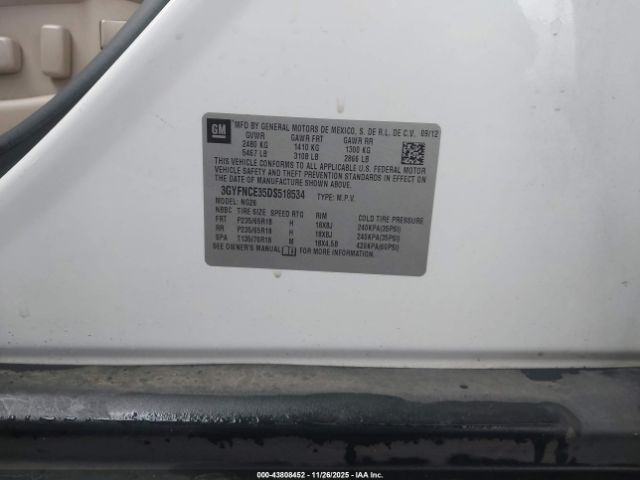 GM
MFD BY GENERAL MOTORS DE MEXICO, S. DE R.L. DE C.V. 09/12
GVWR GAWR FRT GAWR RR
2480 KG 1410 KG 1300 KG
5467 LB 3108 LB 2866 LB
THIS VEHICLE CONFORMS TO ALL APPLICABLE U.S. FEDERAL MOTOR
VEHICLE SAFETY AND THEFT PREVENTION STANDARDS IN EFFECT
ON THE DATE OF MANUFACTURE SHOWN ABOVE.
3GYFNCE35DS518534 TYPE: M.P.V.
MODEL: NG26
NBBC TIRE SIZE SPEED RTG RIM COLD TIRE PRESSURE
FRT P235/65R18 H 18X8J 240KPA(35PSI)
RR P235/65R18 H 18X8J 240KPA(35PSI)
SPA T135/70R18 M 18X4.5B 420KPA(60PSI)
SEE OWNER'S MANUAL FOR MORE INFORMATION.
000-43808452 | 11/26/2025 — IAAI.com